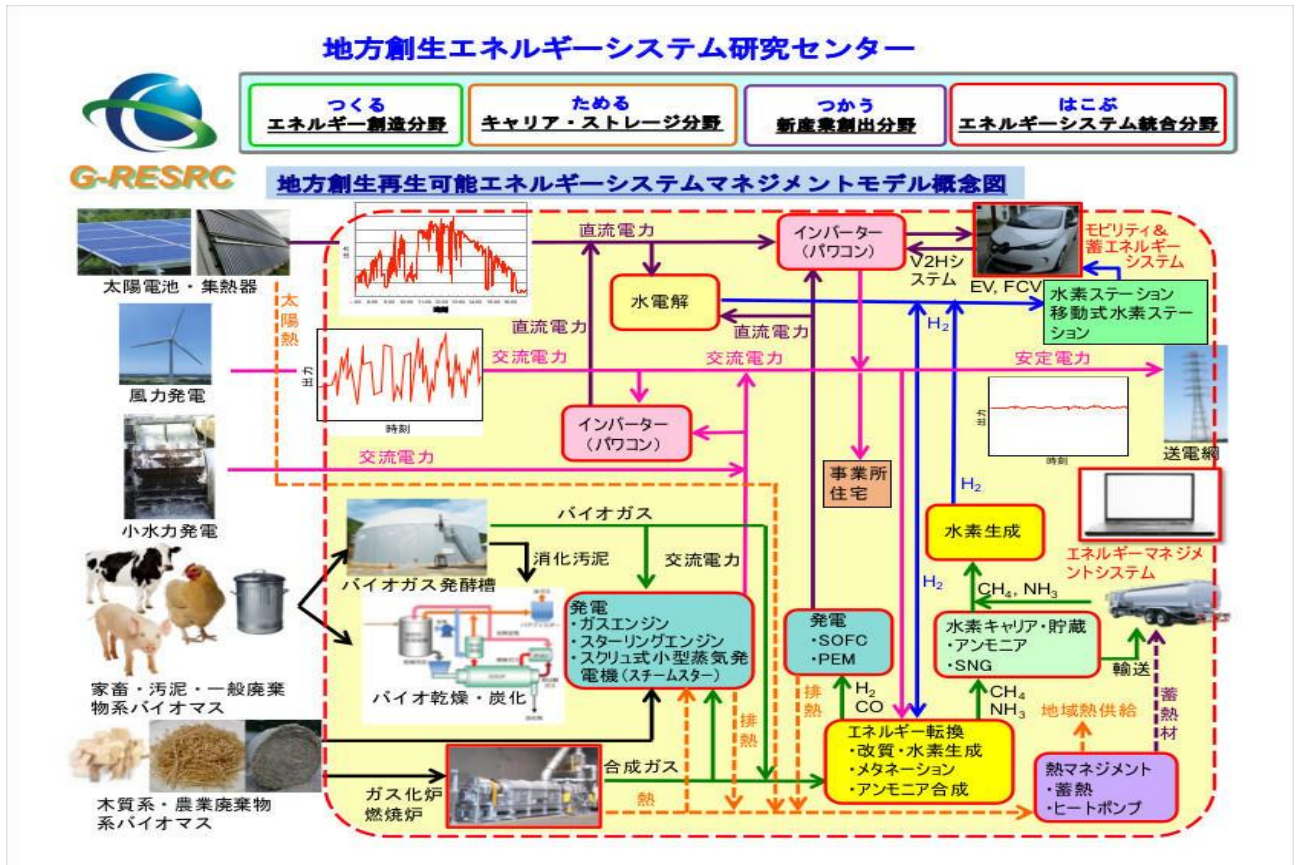 地方創生エネルギーシステム研究センター
つくる
エネルギー創造分野
ためる
キャリア・ストレージ分野
つかう
新産業創出分野
はこぶ
エネルギーシステム統合分野
G-RESRC
地方創生再生可能エネルギーシステムマネジメントモデル概念図
太陽電池・集熱器
太陽熱
出力
時刻
直流電力
インバーター
(パワコン)
V2Hシ
ステム
EV, FCV
モビリティ&
蓄エネルギー
システム
水素ステーション
移動式水素ステー
ション
水電解
直流電力
直流電力
H2
風力発電
出力
時刻
交流電力
交流電力
安定電力
出力
時刻
送電網
インバーター
(パワコン)
交流電力
事業所
住宅
小水力発電
H2
H2
水素生成
エネルギーマネジメ
ントシステム
バイオガス
バイオガス発酵槽
消化汚泥
交流電力
CH4, NH3
家畜・汚泥・一般廃棄
物系バイオマス
バイオ乾燥・炭化
発電
・ガスエンジン
・スターリングエンジン
・スクリュ式小型蒸気発
電機(スチームスター)
発電
・SOFC
・PEM
水素キャリア・貯蔵
・アンモニア
・SNG
輸送
排熱
排熱
H2
CO
CH4
NH3
地域熱供給
蓄熱材
木質系・農業廃棄物
系バイオマス
ガス化炉
燃焼炉
合成ガス
熱
エネルギー転換
・改質・水素生成
・メタネーション
・アンモニア合成
熱マネジメント
・蓄熱
・ヒートポンプ